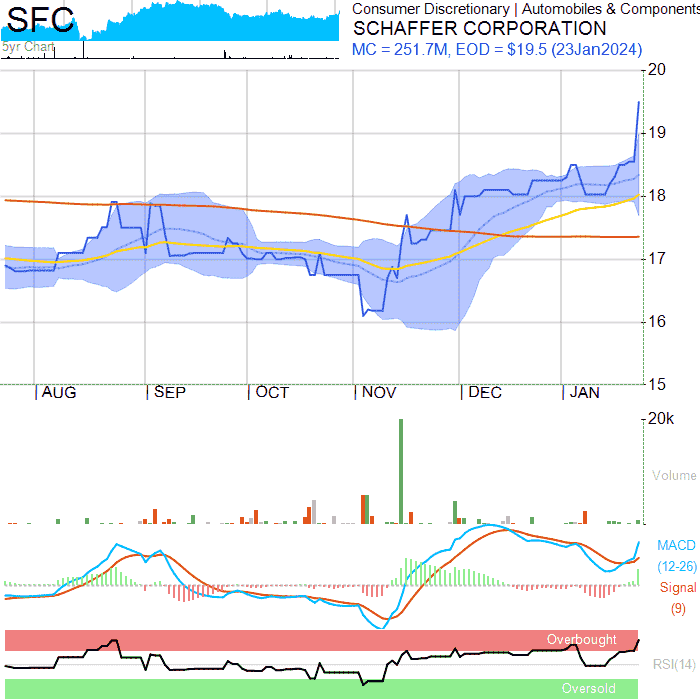 SFC
5yr Chart
Consumer Discretionary | Automobiles & Components
SCHAFFER CORPORATION
MC = 251.7M, EOD = $19.5 (23Jan2024)
20
19
18
17
16
15
AUG SEP OCT NOV DEC JAN
20k
Volume
MACD
(12-26)
Signal
(9)
Overbought
RSI(14)
Oversold